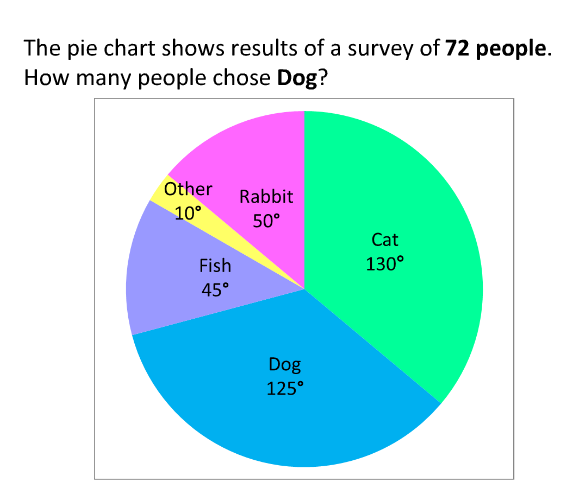 The pie chart shows results of a survey of 72 people.
How many people chose Dog?
Other
10°
Rabbit
50°
Cat
130°
Fish
45°
Dog
125°